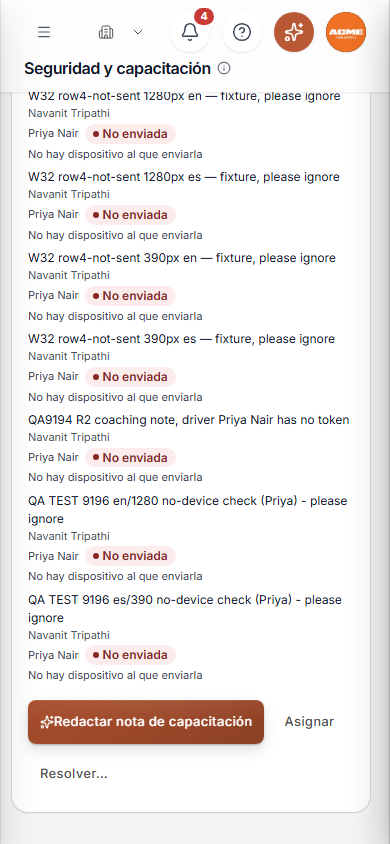 4
ACME
Seguridad y capacitación
W32 row4-not-sent 1280px en — fixture, please ignore
Navanit Tripathi
Priya Nair No enviada
No hay dispositivo al que enviarla
W32 row4-not-sent 1280px es — fixture, please ignore
Navanit Tripathi
Priya Nair No enviada
No hay dispositivo al que enviarla
W32 row4-not-sent 390px en — fixture, please ignore
Navanit Tripathi
Priya Nair No enviada
No hay dispositivo al que enviarla
W32 row4-not-sent 390px es — fixture, please ignore
Navanit Tripathi
Priya Nair No enviada
No hay dispositivo al que enviarla
QA9194 R2 coaching note, driver Priya Nair has no token
Navanit Tripathi
Priya Nair No enviada
No hay dispositivo al que enviarla
QA TEST 9196 en/1280 no-device check (Priya) - please
ignore
Navanit Tripathi
Priya Nair No enviada
No hay dispositivo al que enviarla
QA TEST 9196 es/390 no-device check (Priya) - please
ignore
Navanit Tripathi
Priya Nair No enviada
No hay dispositivo al que enviarla
Redactar nota de capacitación Asignar
Resolver...